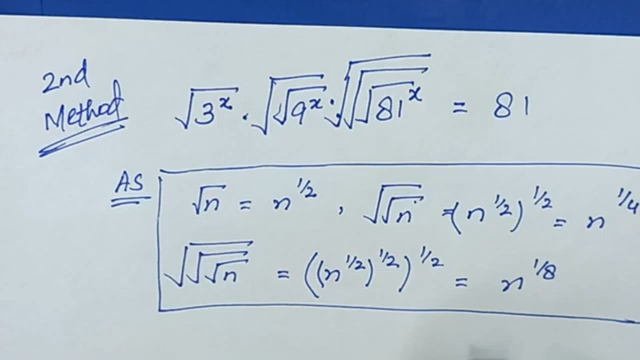 2nd
Method √3^x . √√9^x . √√√81^x = 81
AS √n = n^1/2 , √√n = (n^1/2)^1/2 = n^1/4
√√√n = ((n^1/2)^1/2)^1/2 = n^1/8